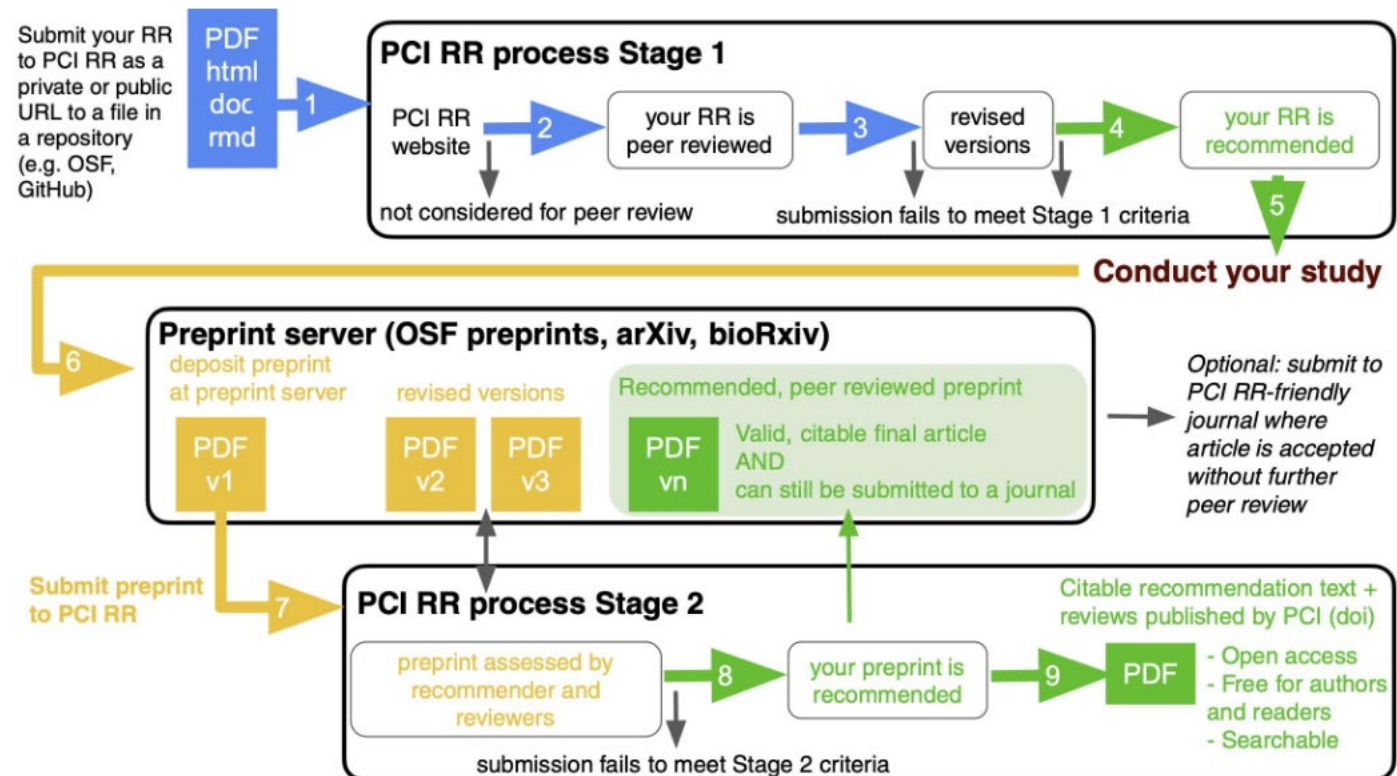 Submit your RR
to PCI RR as a
private or public
URL to a file in
a repository
(e.g. OSF,
GitHub)
PDF
html
doc
rmd
1
PCI RR process Stage 1
PCI RR
website
2
your RR is
peer reviewed
3
revised
versions
4
your RR is
recommended
not considered for peer review
submission fails to meet Stage 1 criteria
5
Conduct your study
6
Preprint server (OSF preprints, arXiv, bioRxiv)
deposit preprint
at preprint server
PDF
v1
revised versions
PDF
v2
PDF
v3
Recommended, peer reviewed preprint
PDF
vn
Valid, citable final article
AND
can still be submitted to a journal
Optional: submit to
PCI RR-friendly
journal where
article is accepted
without further
peer review
Submit preprint
to PCI RR
7
PCI RR process Stage 2
preprint assessed by
recommender and
reviewers
8
your preprint is
recommended
9
submission fails to meet Stage 2 criteria
Citable recommendation text +
reviews published by PCI (doi)
PDF
- Open access
- Free for authors
and readers
- Searchable